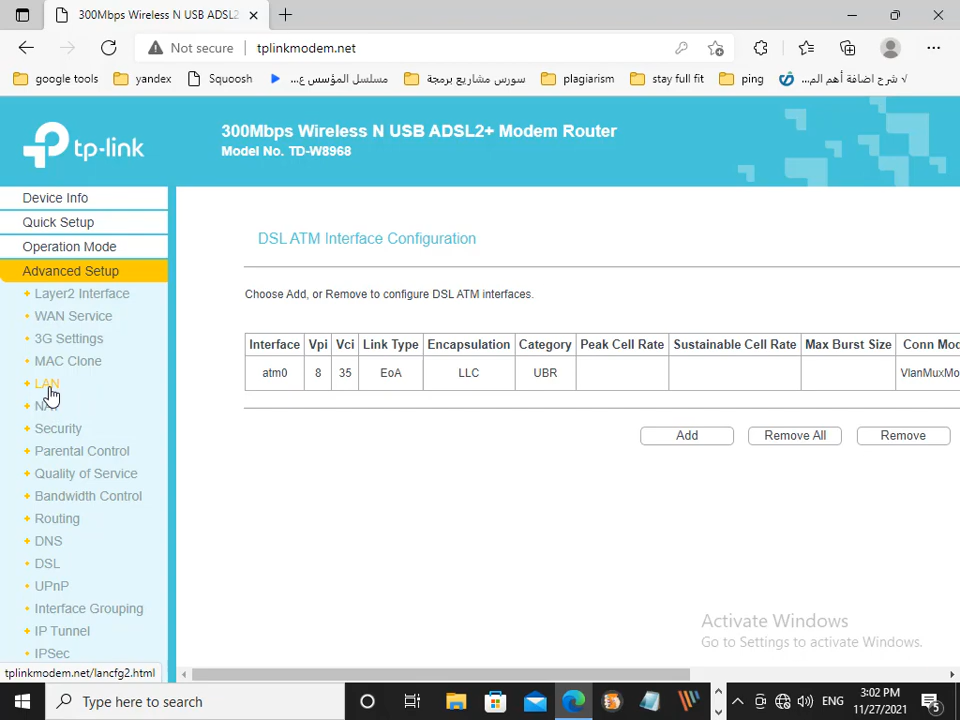 300Mbps Wireless N USB ADSL2
Not secure
tplinkmodem.net
google tools
yandex
Squoosh
مسلسل المؤسس ع...
سورس مشاريع برمجة
plagiarism
stay full fit
ping
√ شرح اضافة أهم الم...
tp-link
300Mbps Wireless N USB ADSL2+ Modem Router
Model No. TD-W8968
Device Info
Quick Setup
Operation Mode
Advanced Setup
Layer2 Interface
WAN Service
3G Settings
MAC Clone
LAN
NAT
Security
Parental Control
Quality of Service
Bandwidth Control
Routing
DNS
DSL
UPnP
Interface Grouping
IP Tunnel
IPSec
tplinkmodem.net/lancfg2.html
DSL ATM Interface Configuration
Choose Add, or Remove to configure DSL ATM interfaces.
Interface Vpi Vci Link Type Encapsulation Category Peak Cell Rate Sustainable Cell Rate Max Burst Size Conn Mod
atm0 8 35 EoA LLC UBR VlanMuxMo
Add Remove All Remove
Activate Windows
Go to Settings to activate Windows.
Type here to search
ENG
3:02 PM
11/27/2021
5